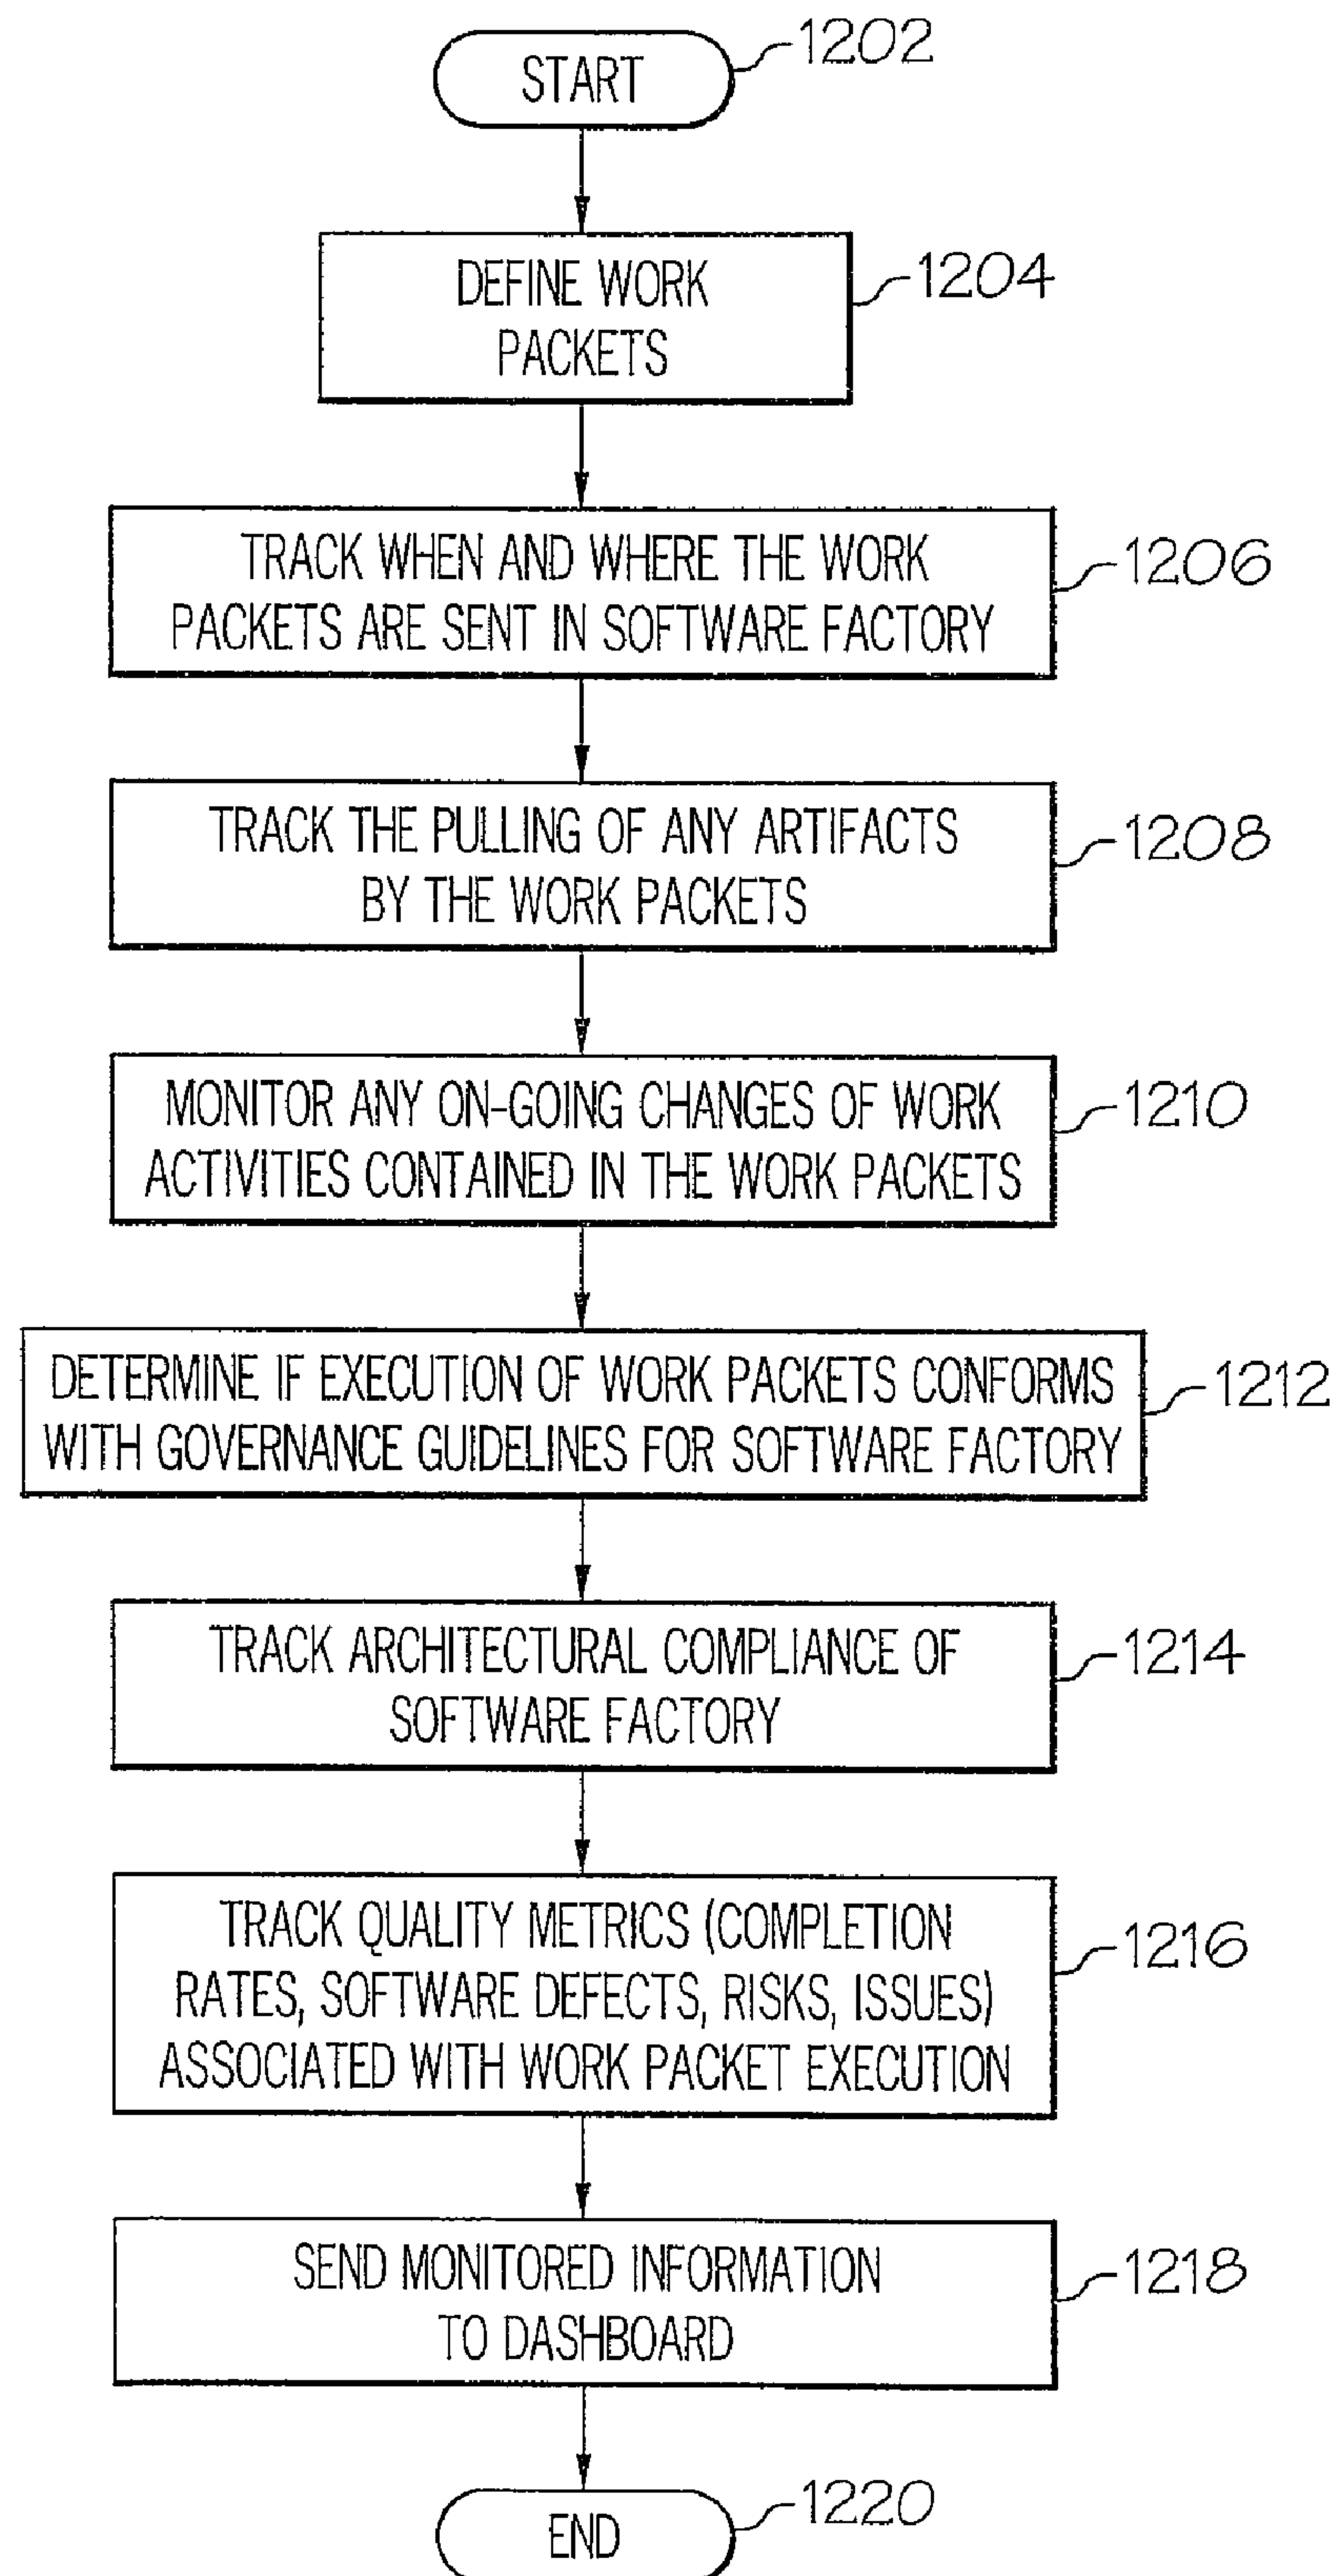 START
1202
DEFINE WORK
PACKETS
1204
TRACK WHEN AND WHERE THE WORK
PACKETS ARE SENT IN SOFTWARE FACTORY
1206
TRACK THE PULLING OF ANY ARTIFACTS
BY THE WORK PACKETS
1208
MONITOR ANY ON-GOING CHANGES OF WORK
ACTIVITIES CONTAINED IN THE WORK PACKETS
1210
DETERMINE IF EXECUTION OF WORK PACKETS CONFORMS
WITH GOVERNANCE GUIDELINES FOR SOFTWARE FACTORY
1212
TRACK ARCHITECTURAL COMPLIANCE OF
SOFTWARE FACTORY
1214
TRACK QUALITY METRICS (COMPLETION
RATES, SOFTWARE DEFECTS, RISKS, ISSUES)
ASSOCIATED WITH WORK PACKET EXECUTION
1216
SEND MONITORED INFORMATION
TO DASHBOARD
1218
END
1220